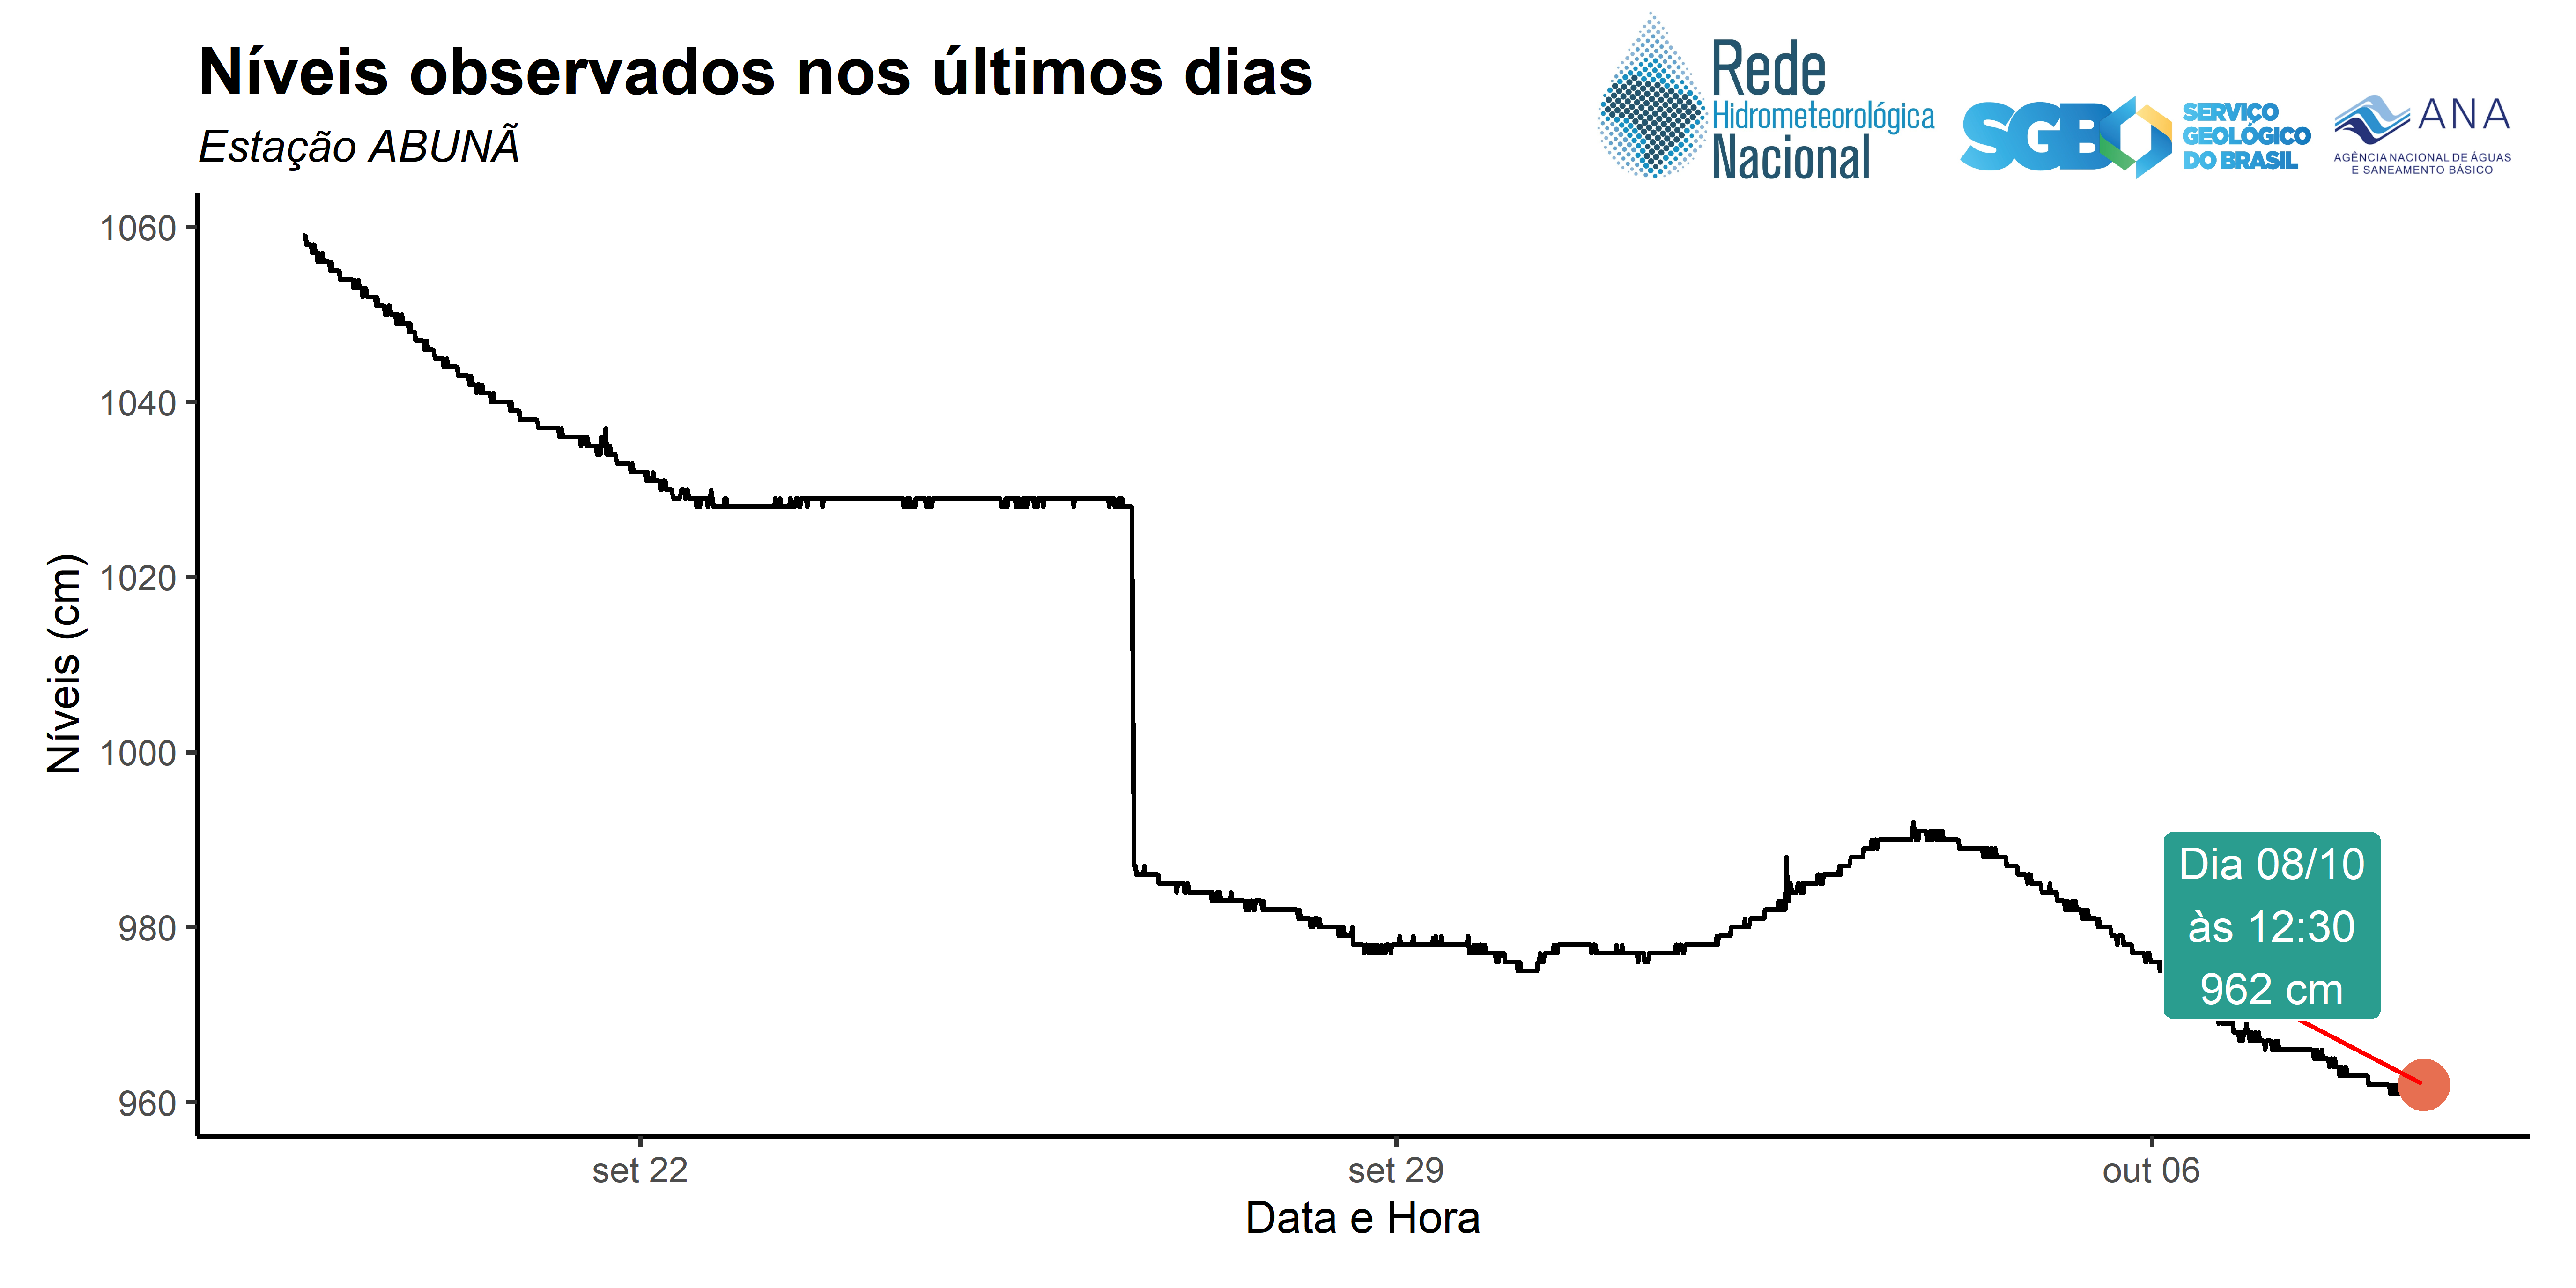 Níveis observados nos últimos dias
Estação ABUNÃ
Rede
Hidrometeorológica
Nacional
SGB
SERVIÇO
GEOLÓGICO
DO BRASIL
ANA
AGÊNCIA NACIONAL DE ÁGUAS
E SANEAMENTO BÁSICO
Níveis (cm)
1060
1040
1020
1000
980
960
Dia 08/10
às 12:30
962 cm
set 22
set 29
out 06
Data e Hora